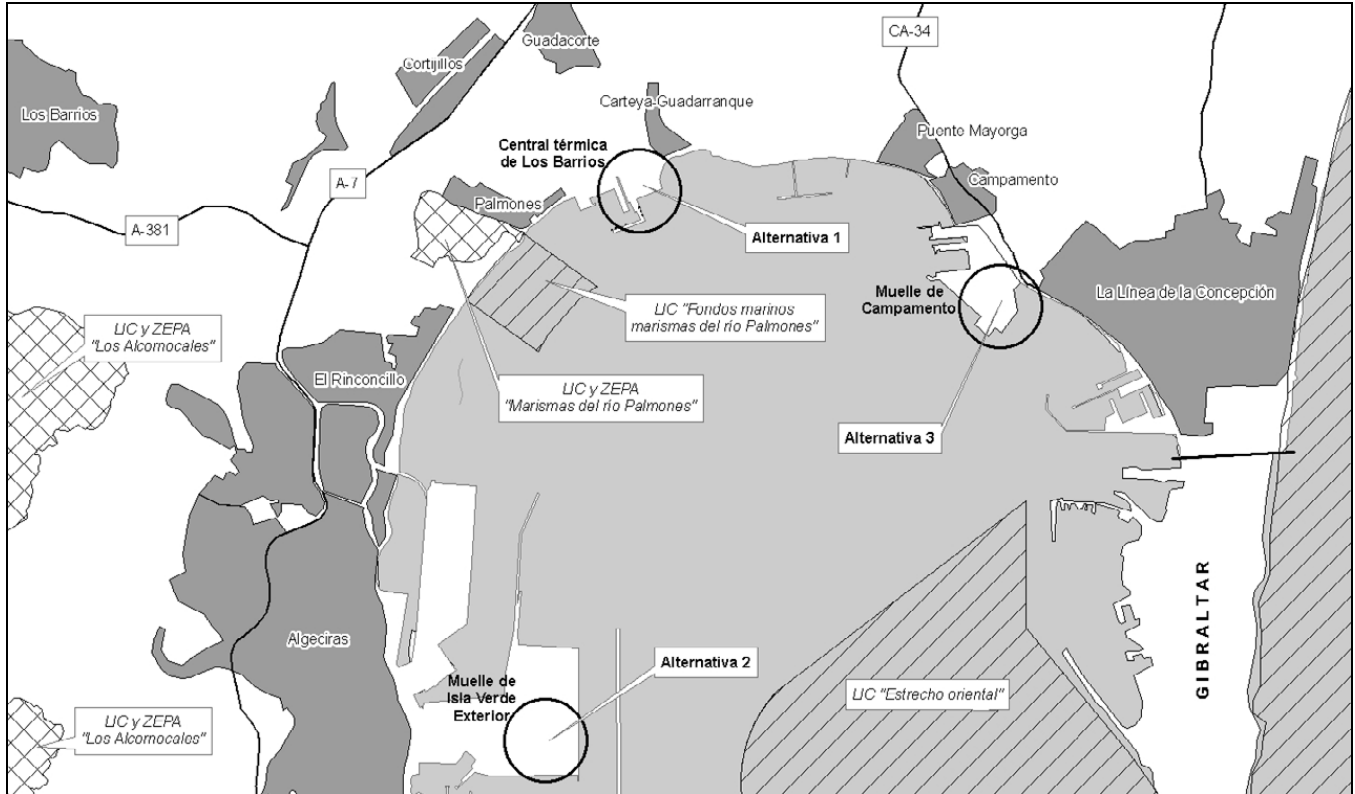 Guadacorte
CA-34
Cortijillos
Los Barrios
Carteya-Guadarranque
Puente Mayorga
Central térmica
de Los Barrios
A-7
Campamento
Palmones
A-381
Alternativa 1
Muelle de
Campamento
La Línea de la Concepción
LIC "Fondos marinos
marismas del río Palmones"
LIC y ZEPA
"Los Alcornocales"
El Rinconcillo
LIC y ZEPA
"Marismas del río Palmones"
Alternativa 3
GIBRALTAR
Algeciras
Alternativa 2
Muelle de
Isla Verde
Exterior
LIC "Estrecho oriental"
LIC y ZEPA
"Los Alcornocales"